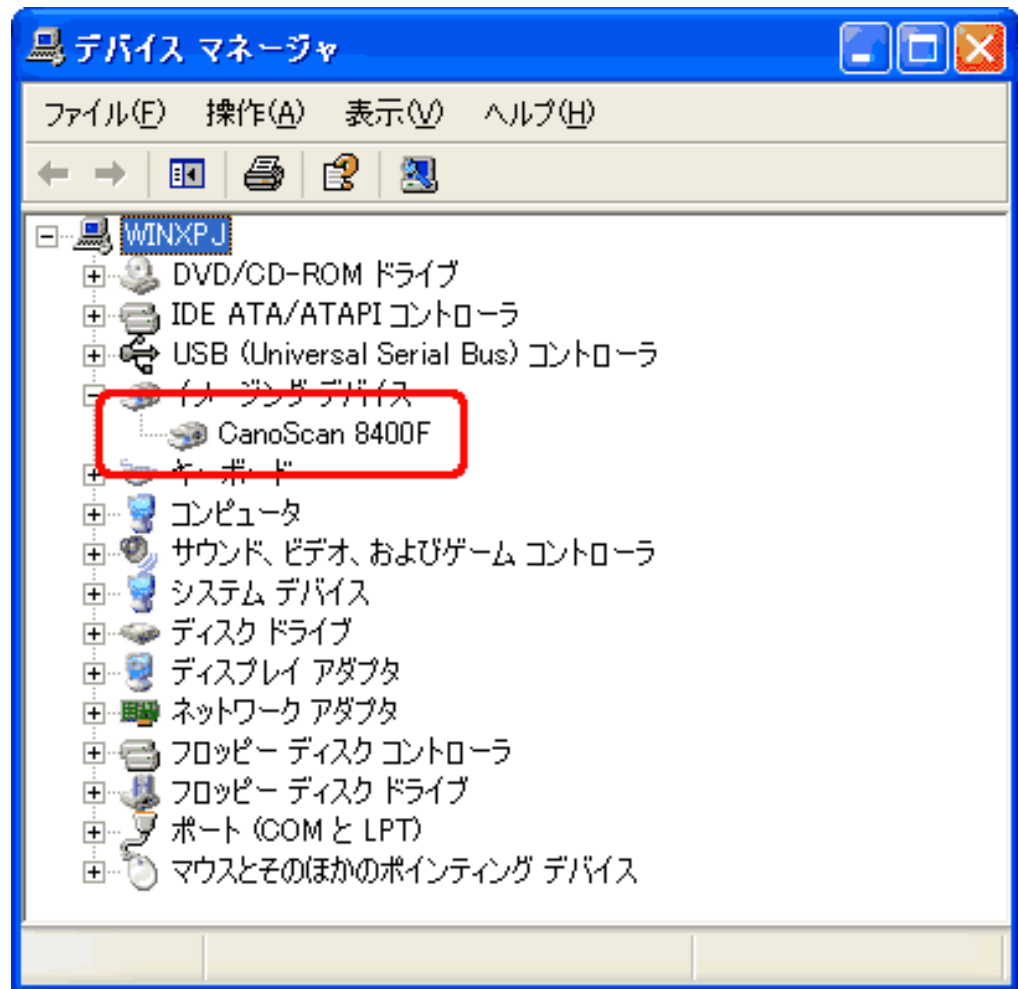 デバイス マネージャ
ファイル(F) 操作(A) 表示(V) ヘルプ(H)
WINXPJ
DVD/CD-ROM ドライブ
IDE ATA/ATAPI コントローラ
USB (Universal Serial Bus) コントローラ
イメージング デバイス
CanoScan 8400F
キーボード
コンピュータ
サウンド、ビデオ、およびゲーム コントローラ
システム デバイス
ディスク ドライブ
ディスプレイ アダプタ
ネットワーク アダプタ
フロッピー ディスク コントローラ
フロッピー ディスク ドライブ
ポート (COM と LPT)
マウスとそのほかのポインティング デバイス